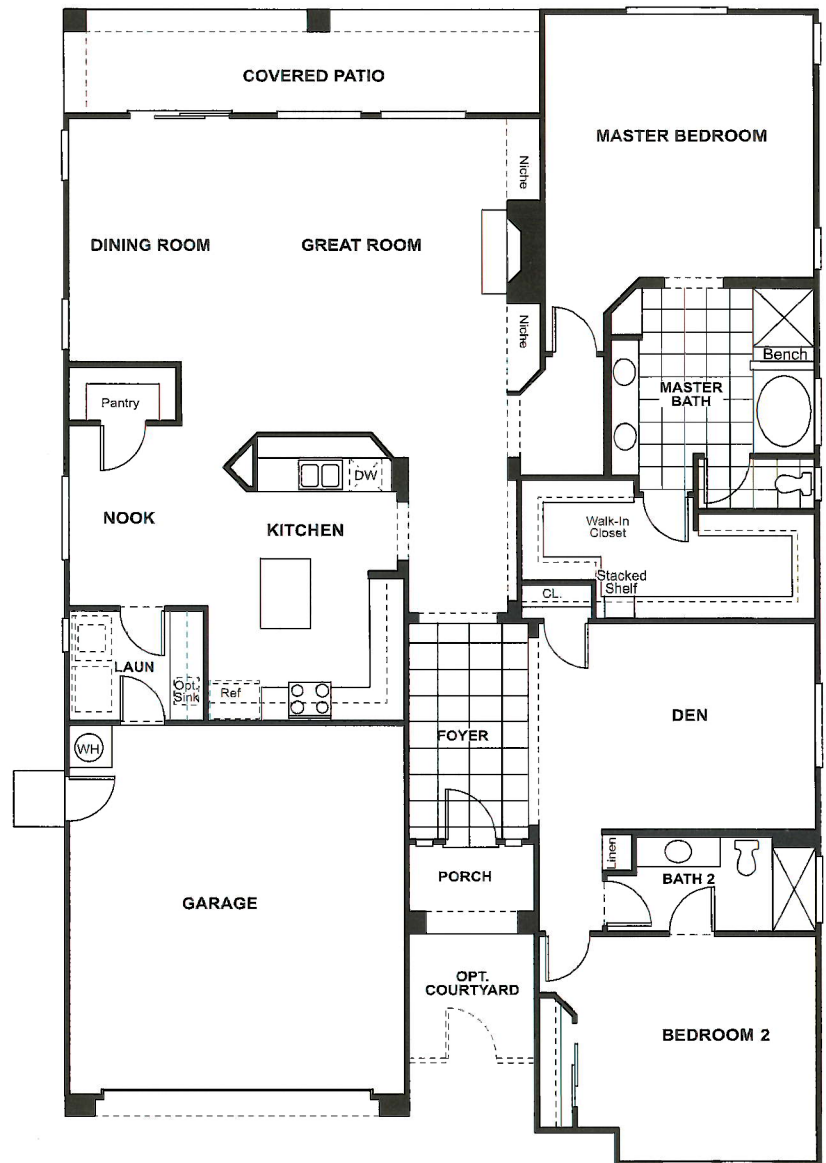 COVERED PATIO
MASTER BEDROOM
Niche
DINING ROOM
GREAT ROOM
Niche
Bench
MASTER
BATH
Pantry
DW
NOOK
KITCHEN
Walk-In
Closet
Stacked
Shelf
CL.
LAUN
Opt.
Sink
Ref
FOYER
DEN
WH
Linen
PORCH
BATH 2
GARAGE
OPT.
COURTYARD
BEDROOM 2